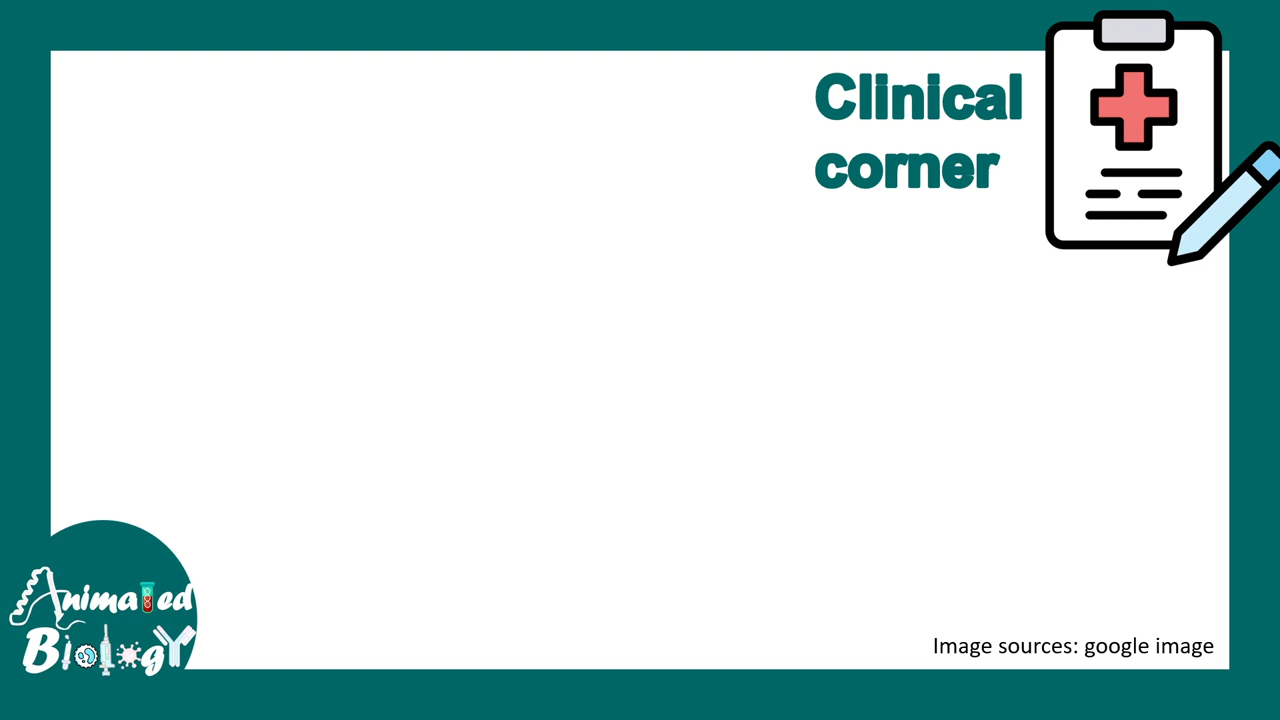 Clinical
corner
Animated
Biology
Image sources: google image